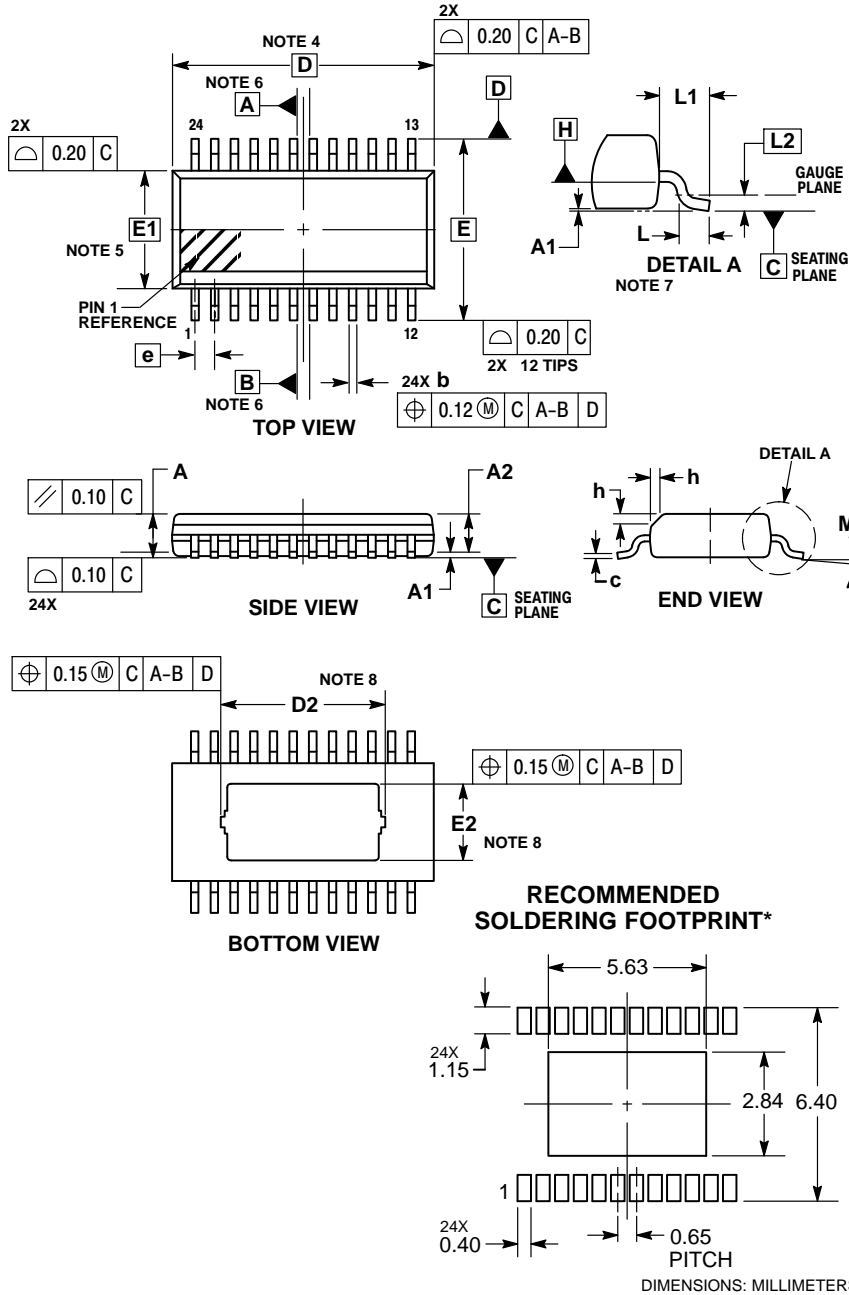 2X
⌓ 0.20 C A–B
NOTE 4
D
NOTE 6
A
D
24
13
2X
⌓ 0.20 C
E1
NOTE 5
E
PIN 1
REFERENCE
1
12
e
⌓ 0.20 C
2X 12 TIPS
B
NOTE 6
24X b
⌖ 0.12 Ⓜ C A–B D
TOP VIEW
L1
H
L2
GAUGE
PLANE
A1
L
DETAIL A
NOTE 7
C SEATING
PLANE
⫽ 0.10 C
A
A2
⌓ 0.10 C
24X
A1
C SEATING
PLANE
SIDE VIEW
DETAIL A
h
h
c
END VIEW
⌖ 0.15 Ⓜ C A–B D
NOTE 8
D2
⌖ 0.15 Ⓜ C A–B D
E2
NOTE 8
BOTTOM VIEW
RECOMMENDED
SOLDERING FOOTPRINT*
5.63
24X
1.15
2.84 6.40
1
24X
0.40
0.65
PITCH
DIMENSIONS: MILLIMETER